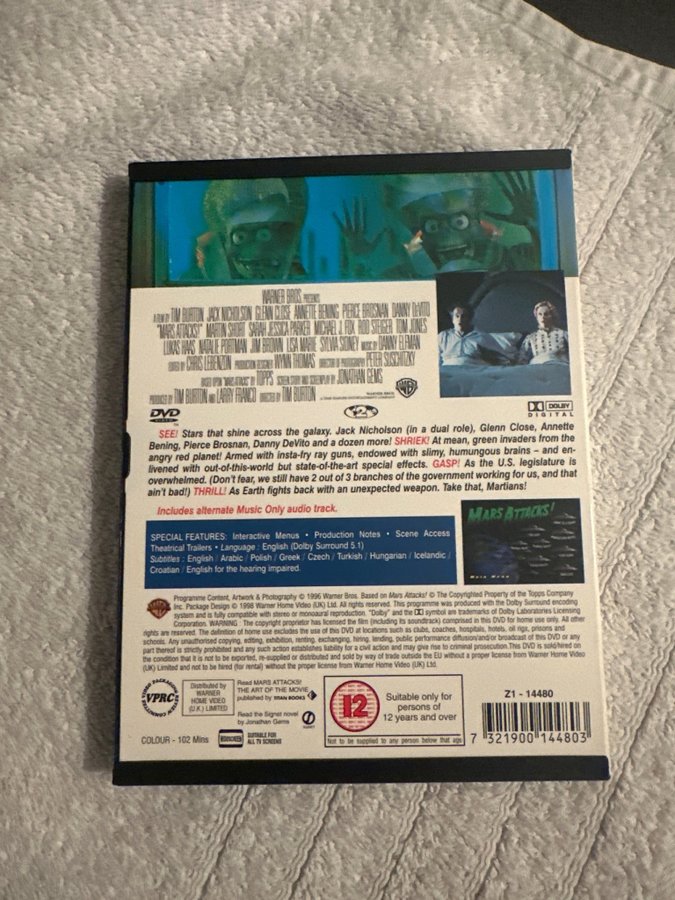 WARNER BROS. PRESENTS
A FILM BY TIM BURTON JACK NICHOLSON GLENN CLOSE ANNETTE BENING PIERCE BROSNAN DANNY DeVITO
"MARS ATTACKS!" MARTIN SHORT SARAH JESSICA PARKER MICHAEL J. FOX ROD STEIGER TOM JONES
LUKAS HAAS NATALIE PORTMAN JIM BROWN LISA MARIE SYLVIA SIDNEY MUSIC BY DANNY ELFMAN
EDITED BY CHRIS LEBENZON PRODUCTION DESIGNER WYNN THOMAS DIRECTOR OF PHOTOGRAPHY PETER SUSCHITZKY
BASED UPON "MARS ATTACKS" BY TOPPS SCREEN STORY AND SCREENPLAY BY JONATHAN GEMS
PRODUCED BY TIM BURTON AND LARRY FRANCO DIRECTED BY TIM BURTON
DVD
VIDEO
2
DOLBY
DIGITAL
SEE! Stars that shine across the galaxy. Jack Nicholson (in a dual role), Glenn Close, Annette
Bening, Pierce Brosnan, Danny DeVito and a dozen more! SHRIEK! At mean, green invaders from the
angry red planet! Armed with insta-fry ray guns, endowed with slimy, humungous brains – and en-
livened with out-of-this-world but state-of-the-art special effects. GASP! As the U.S. legislature is
overwhelmed. (Don't fear, we still have 2 out of 3 branches of the government working for us, and that
ain't bad!) THRILL! As Earth fights back with an unexpected weapon. Take that, Martians!
Includes alternate Music Only audio track.
MARS ATTACKS!
Main Menu
SPECIAL FEATURES: Interactive Menus • Production Notes • Scene Access
Theatrical Trailers • Language : English (Dolby Surround 5.1)
Subtitles : English / Arabic / Polish / Greek / Czech / Turkish / Hungarian / Icelandic /
Croatian / English for the hearing impaired.
Programme Content, Artwork & Photography © 1996 Warner Bros. Based on Mars Attacks! © The Copyrighted Property of the Topps Company
Inc. Package Design © 1998 Warner Home Video (UK) Ltd. All rights reserved. This programme was produced with the Dolby Surround encoding
system and is fully compatible with stereo or monoaural reproduction. "Dolby" and the symbol are trademarks of Dolby Laboratories Licensing
Corporation. WARNING : The copyright proprietor has licensed the film (including its soundtrack) comprised in this DVD for home use only. All other
rights are reserved. The definition of home use excludes the use of this DVD at locations such as clubs, coaches, hospitals, hotels, oil rigs, prisons and
schools. Any unauthorised copying, editing, exhibition, renting, exchanging, hiring, lending, public performance diffusion/and/or broadcast of this DVD or any
part thereof is strictly prohibited and any such action establishes liability for a civil action and may give rise to criminal prosecution.This DVD is sold/hired on
the condition that it is not to be exported, re-supplied or distributed and sold by way of trade outside the EU without a proper license from Warner Home Video
(UK) Limited and not to be hired (for rental) without the proper license from Warner Home Video (UK) Ltd.
VPRC
Distributed by
WARNER
HOME VIDEO
(U.K.) LIMITED
Read MARS ATTACKS!
THE ART OF THE MOVIE
published by TITAN BOOKS
Read the Signet novel
by Jonathan Gems
SIGNET
12
Suitable only for
persons of
12 years and over
Not to be supplied to any person below that age
Z1 - 14480
7 321900 144803
COLOUR - 102 Mins
WIDESCREEN
SUITABLE FOR
ALL TV SCREENS